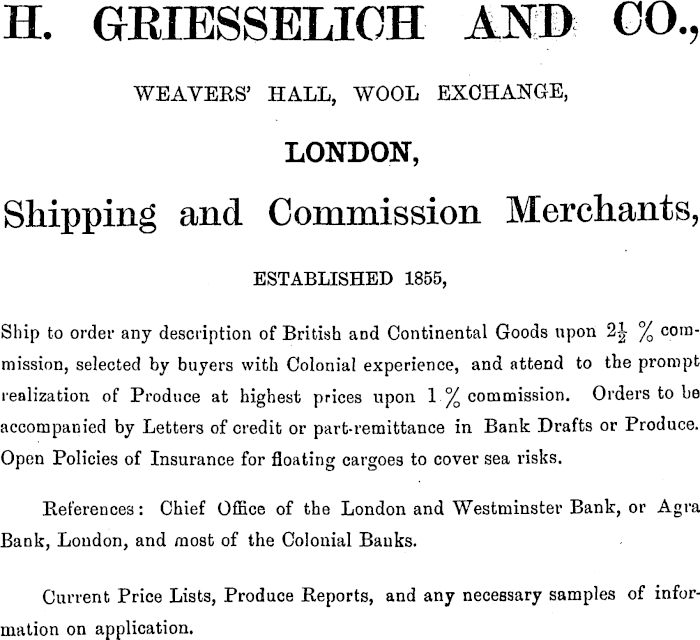 H. GRIESSELICH AND CO.,
WEAVERS' HALL, WOOL EXCHANGE,
LONDON,
Shipping and Commission Merchants,
ESTABLISHED 1855,
Ship to order any description of British and Continental Goods upon 2½ % com-
mission, selected by buyers with Colonial experience, and attend to the prompt
realization of Produce at highest prices upon 1 % commission. Orders to be
accompanied by Letters of credit or part-remittance in Bank Drafts or Produce.
Open Policies of Insurance for floating cargoes to cover sea risks.
References: Chief Office of the London and Westminster Bank, or Agra
Bank, London, and most of the Colonial Banks.
Current Price Lists, Produce Reports, and any necessary samples of infor-
mation on application.